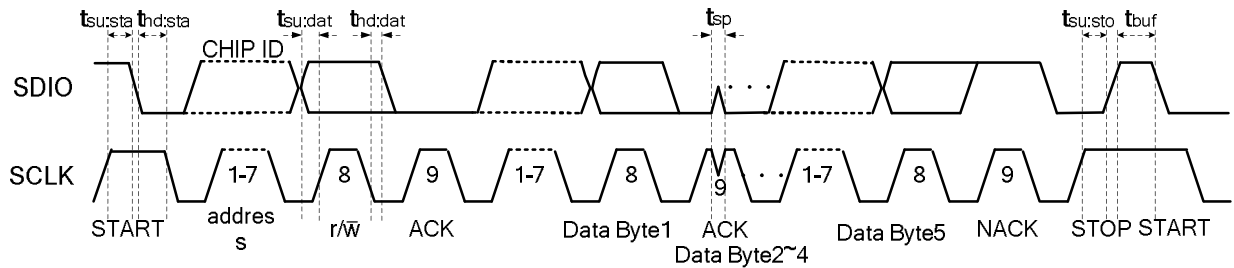 tsu:sta thd:sta tsu:dat thd:dat tsp tsu:sto tbuf
CHIP ID
SDIO
SCLK 1-7 8 9 1-7 8 9 1-7 8 9
START addres r/w̅ ACK Data Byte1 ACK Data Byte5 NACK STOP START
s Data Byte2~4